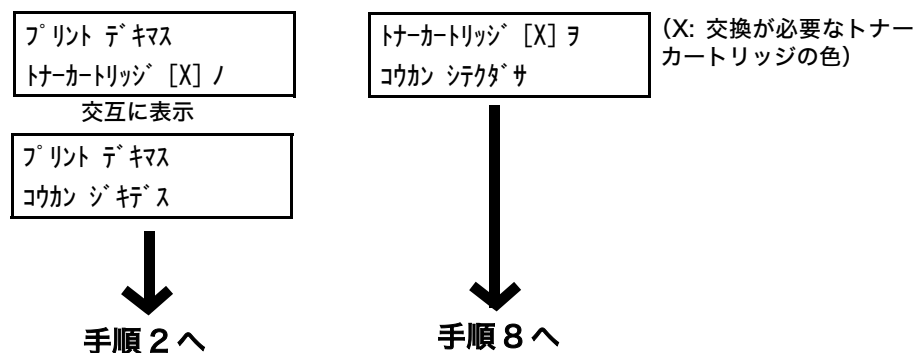 ﾌﾟﾘﾝﾄ ﾃﾞｷﾏｽ
ﾄﾅｰｶｰﾄﾘｯｼﾞ [X] ﾉ
交互に表示
ﾌﾟﾘﾝﾄ ﾃﾞｷﾏｽ
ｺｳｶﾝ ｼﾞｷﾃﾞｽ
手順２へ
ﾄﾅｰｶｰﾄﾘｯｼﾞ [X] ｦ
ｺｳｶﾝ ｼﾃｸﾀﾞｻ
手順８へ
（X: 交換が必要なトナー
カートリッジの色）